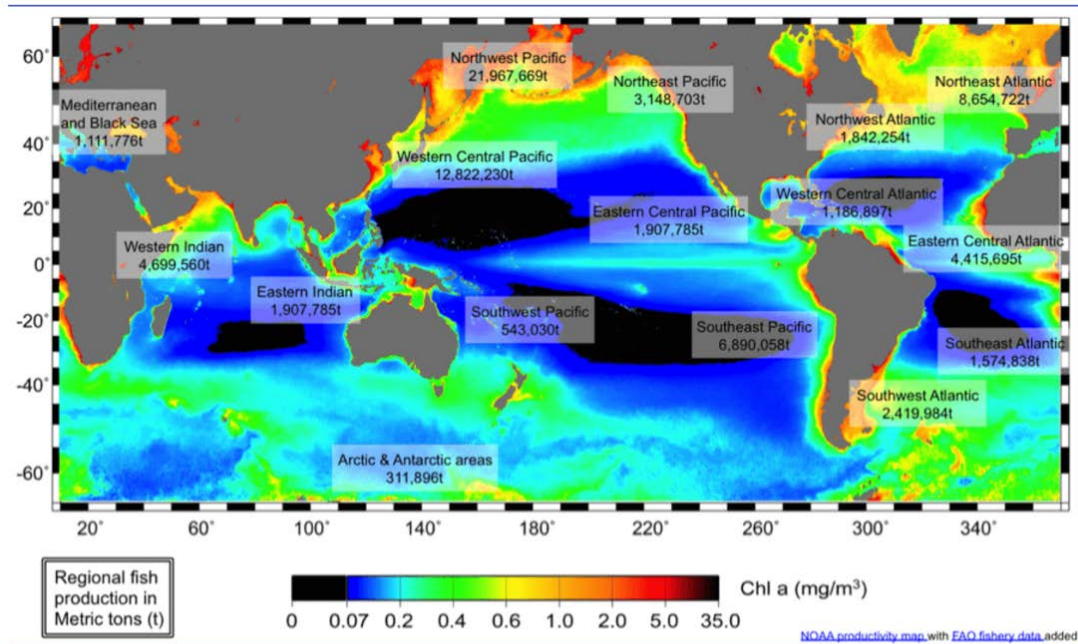 60°
40°
20°
0°
-20°
-40°
-60°
Northwest Pacific
21,967,669t
Northeast Pacific
3,148,703t
Northeast Atlantic
8,654,722t
Mediterranean
and Black Sea
1,111,776t
Northwest Atlantic
1,842,254t
Western Central Pacific
12,822,230t
Western Central Atlantic
1,186,897t
Eastern Central Pacific
1,907,785t
Western Indian
4,699,560t
Eastern Central Atlantic
4,415,695t
Eastern Indian
1,907,785t
Southwest Pacific
543,030t
Southeast Pacific
6,890,058t
Southeast Atlantic
1,574,838t
Southwest Atlantic
2,419,984t
Arctic & Antarctic areas
311,896t
20 60 100 140 180 220 260 300 340
Regional fish
production in
Metric tons (t)
Chl a (mg/m³)
0 0.07 0.2 0.4 0.6 1.0 2.0 5.0 35.0
NOAA productivity map with FAO fishery data added